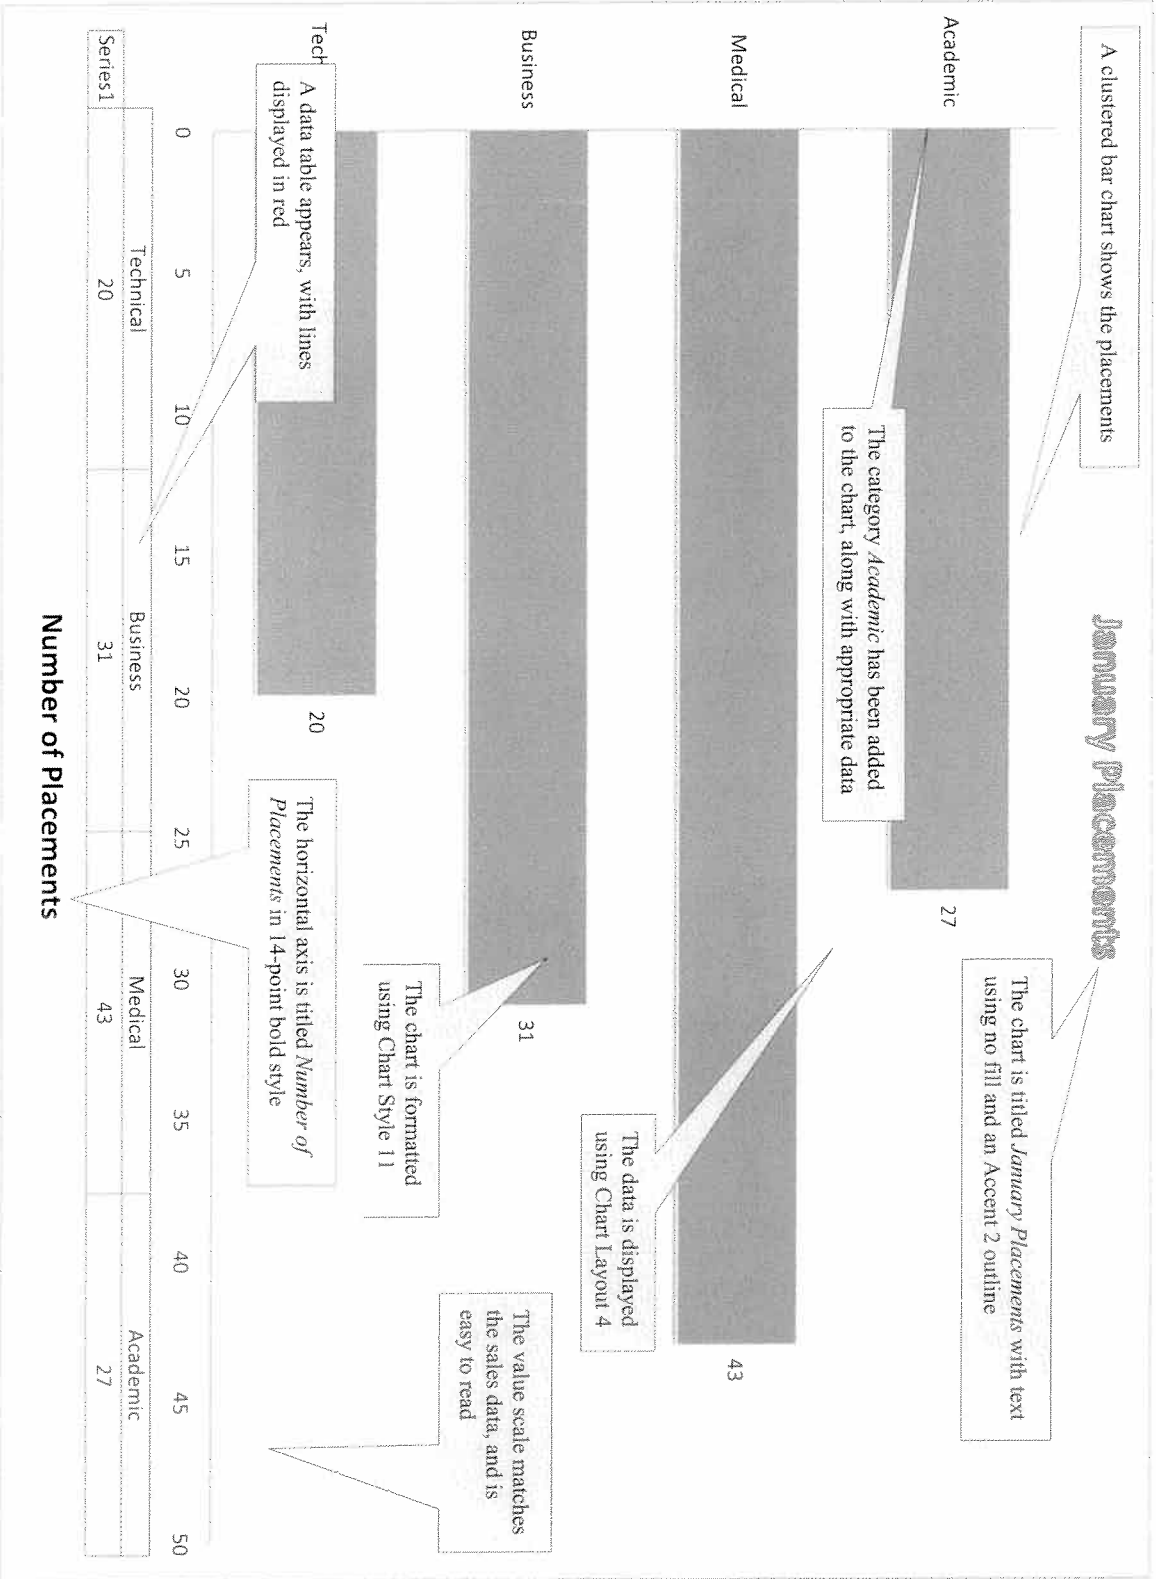 A clustered bar chart shows the placements
January Placements
The chart is titled January Placements with text
using no fill and an Accent 2 outline
Academic
27
The category Academic has been added
to the chart, along with appropriate data
Medical
43
The data is displayed
using Chart Layout 4
Business
31
The value scale matches
the sales data, and is
easy to read
The chart is formatted
using Chart Style 11
Tech
20
A data table appears, with lines
displayed in red
The horizontal axis is titled Number of
Placements in 14-point bold style
0 5 10 15 20 25 30 35 40 45 50
Technical Business Medical Academic
Series1 20 31 43 27
Number of Placements